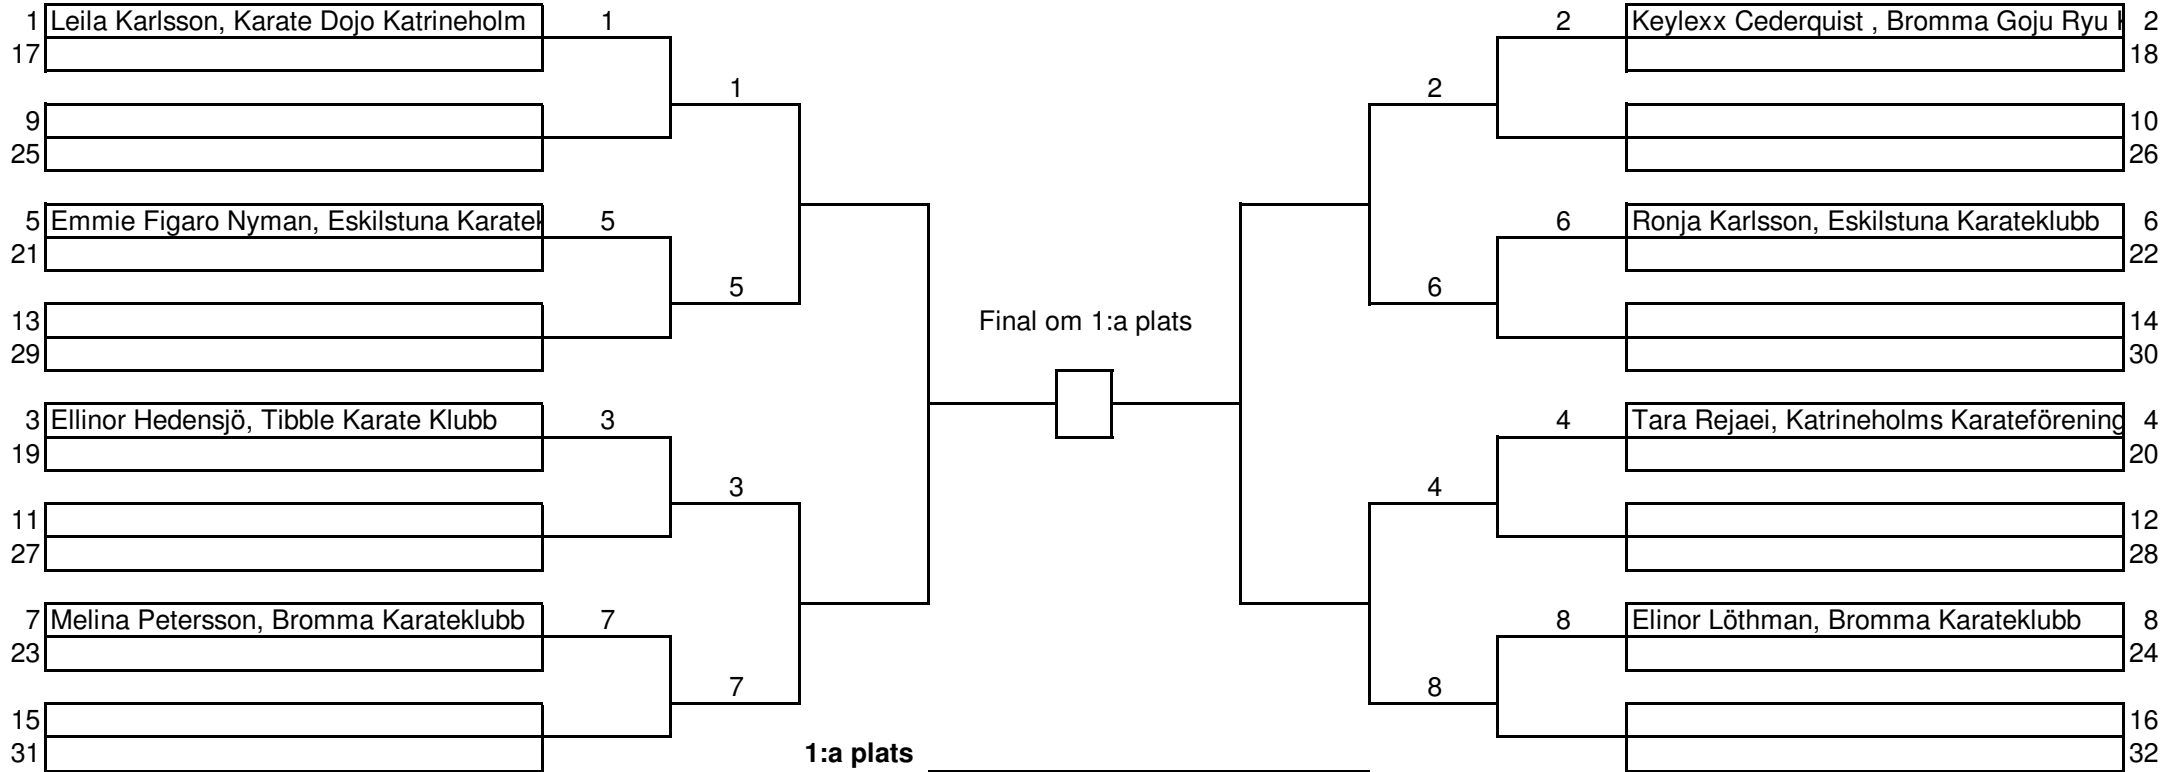 1 Leila Karlsson, Karate Dojo Katrineholm 1 2 Keylexx Cederquist , Bromma Goju Ryu 2
17 18
1 2
9 10
25 26
5 Emmie Figaro Nyman, Eskilstuna 5 6 Ronja Karlsson, Eskilstuna Karateklubb 6
21 22
5 6
13 Final om 1:a plats 14
29 30
3 Ellinor Hedensjö, Tibble Karate Klubb 3 4 Tara Rejaei, Katrineholms Karateförening 4
19 20
3 4
11 12
27 28
7 Melina Petersson, Bromma Karateklubb 7 8 Elinor Löthman, Bromma Karateklubb 8
23 24
7 8
15 16
31 1:a plats 32